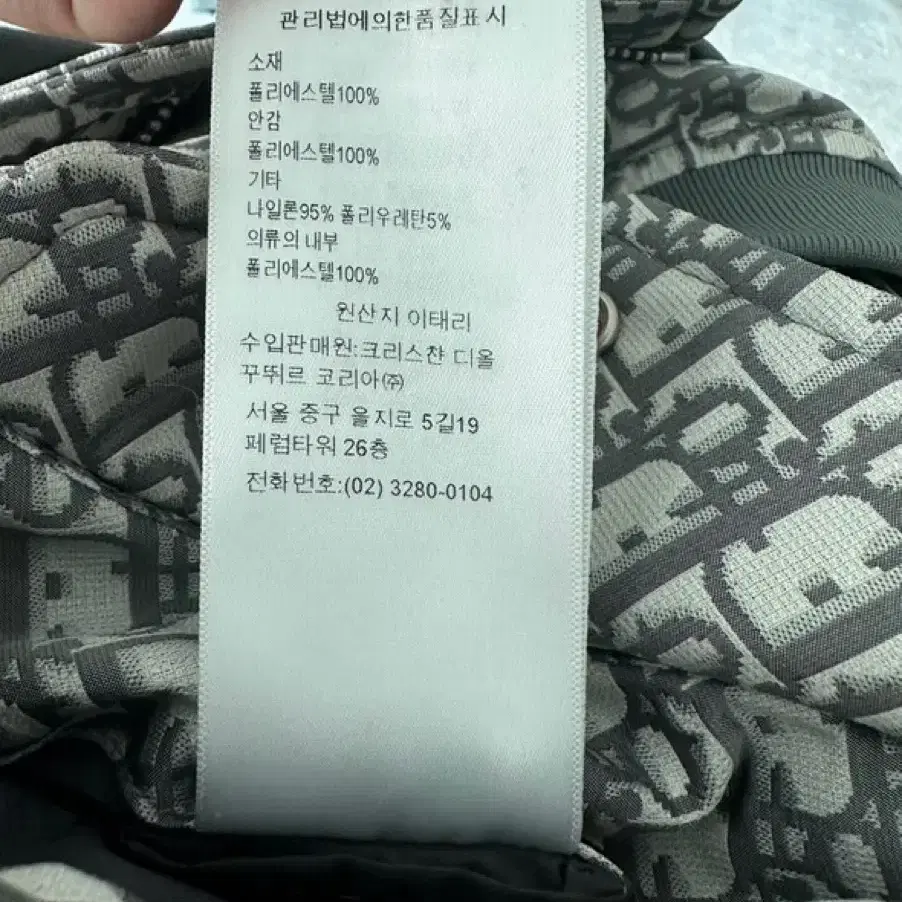 관리법에의한품질표시
소재
폴리에스텔100%
안감
폴리에스텔100%
기타
나일론95% 폴리우레탄5%
의류의 내부
폴리에스텔100%
원산지 이태리
수입판매원:크리스챤 디올
꾸뛰르 코리아㈜
서울 중구 을지로 5길19
페럼타워 26층
전화번호:(02) 3280-0104